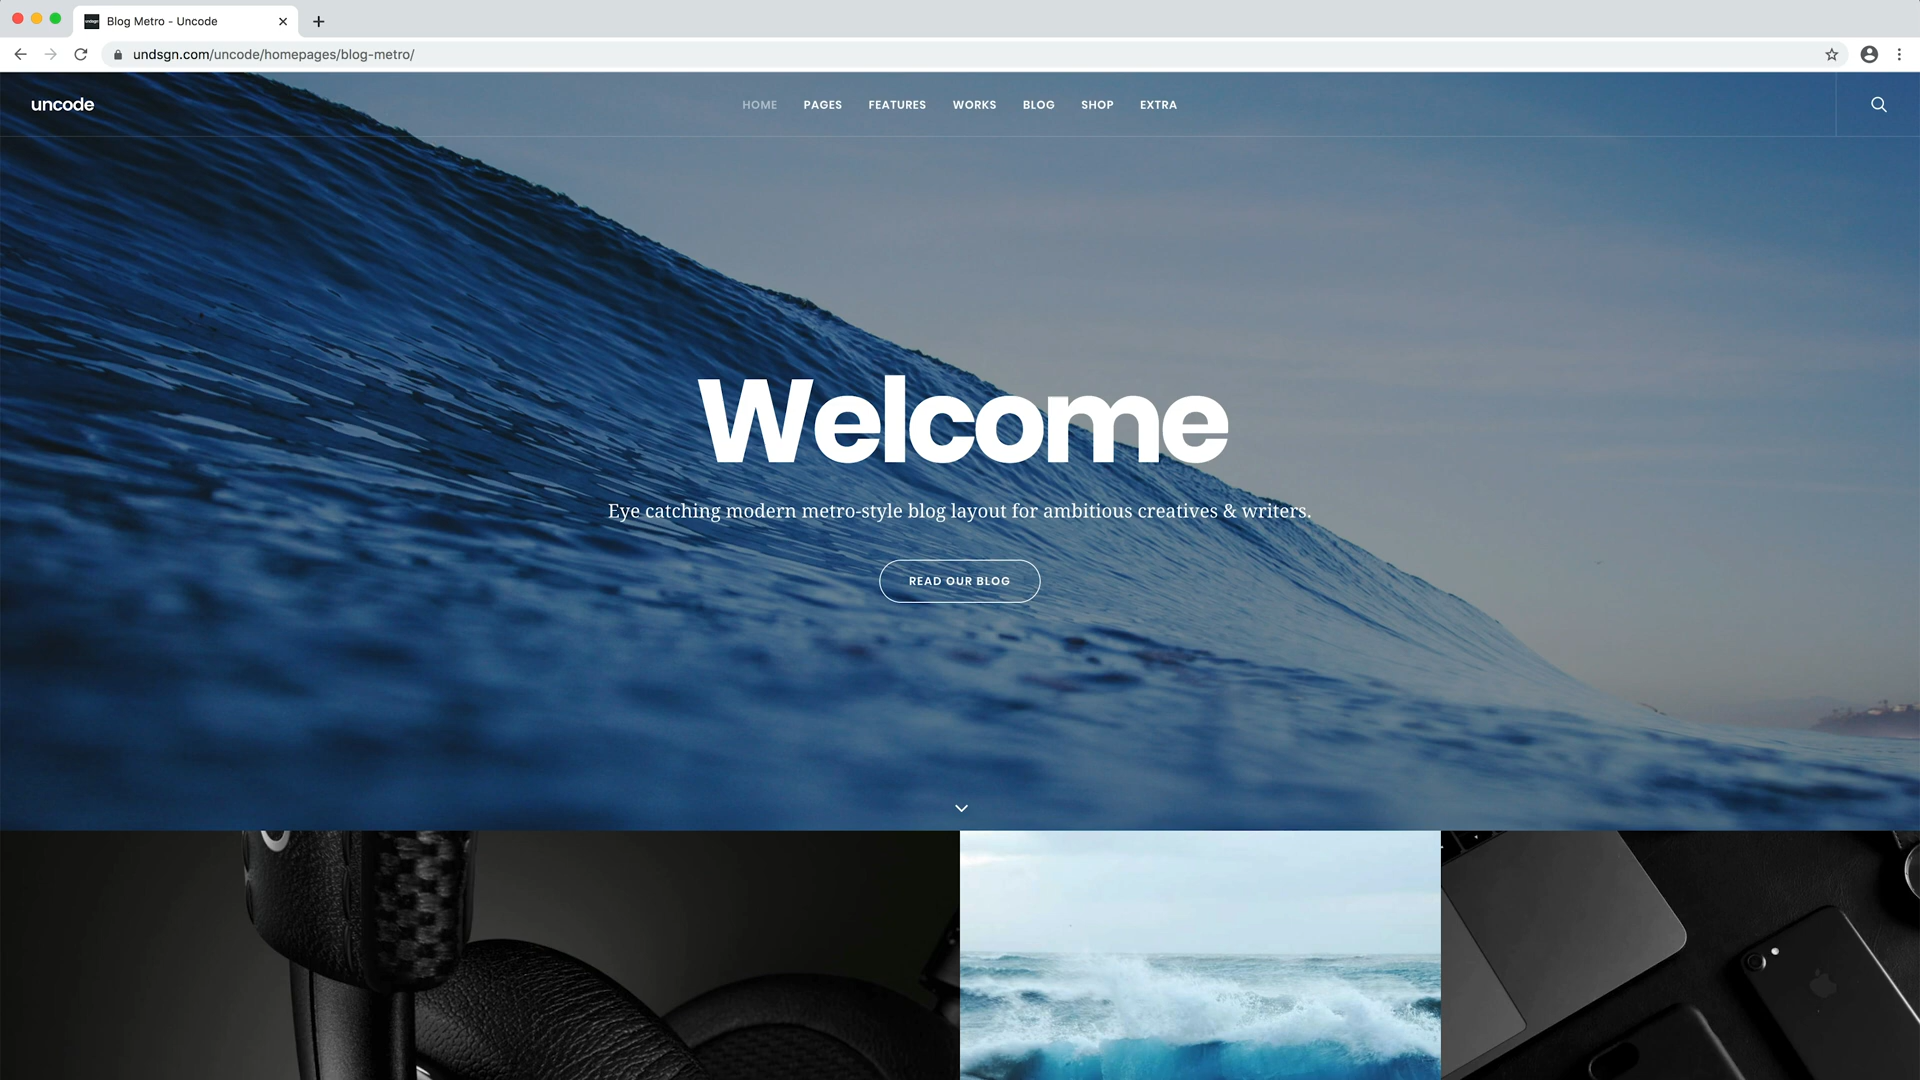 Blog Metro - Uncode
undsgn.com/uncode/homepages/blog-metro/
uncode
HOME PAGES FEATURES WORKS BLOG SHOP EXTRA
Welcome
Eye catching modern metro-style blog layout for ambitious creatives & writers.
READ OUR BLOG